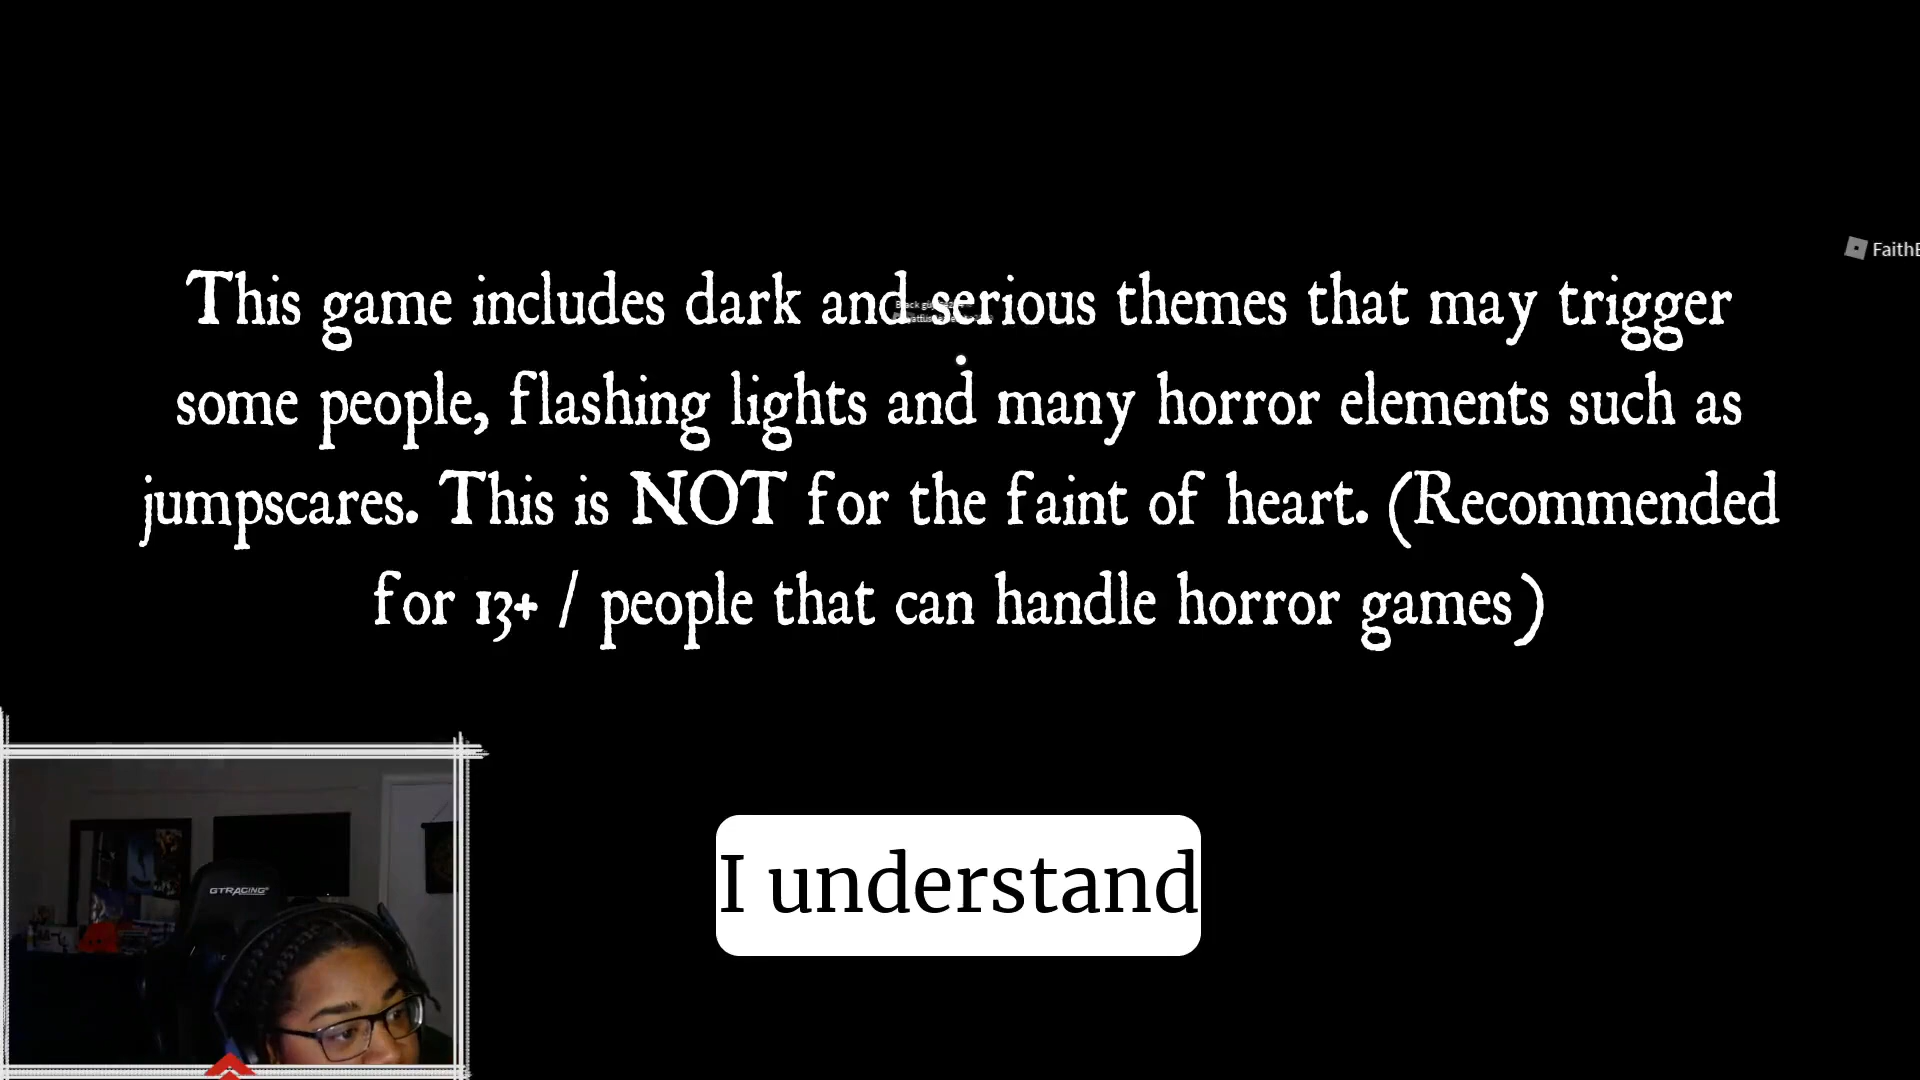 This game includes dark and serious themes that may trigger
some people, flashing lights and many horror elements such as
jumpscares. This is NOT for the faint of heart. (Recommended
for 13+ / people that can handle horror games)
I understand
GTRACING